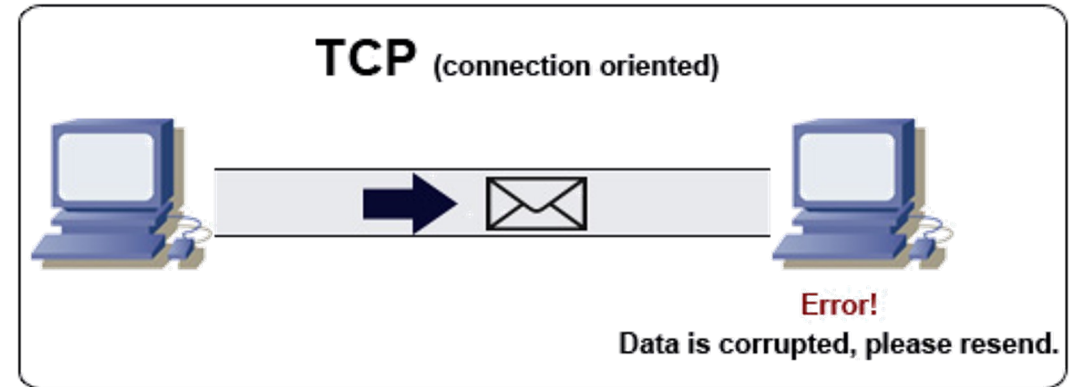 TCP (connection oriented)
Error!
Data is corrupted, please resend.